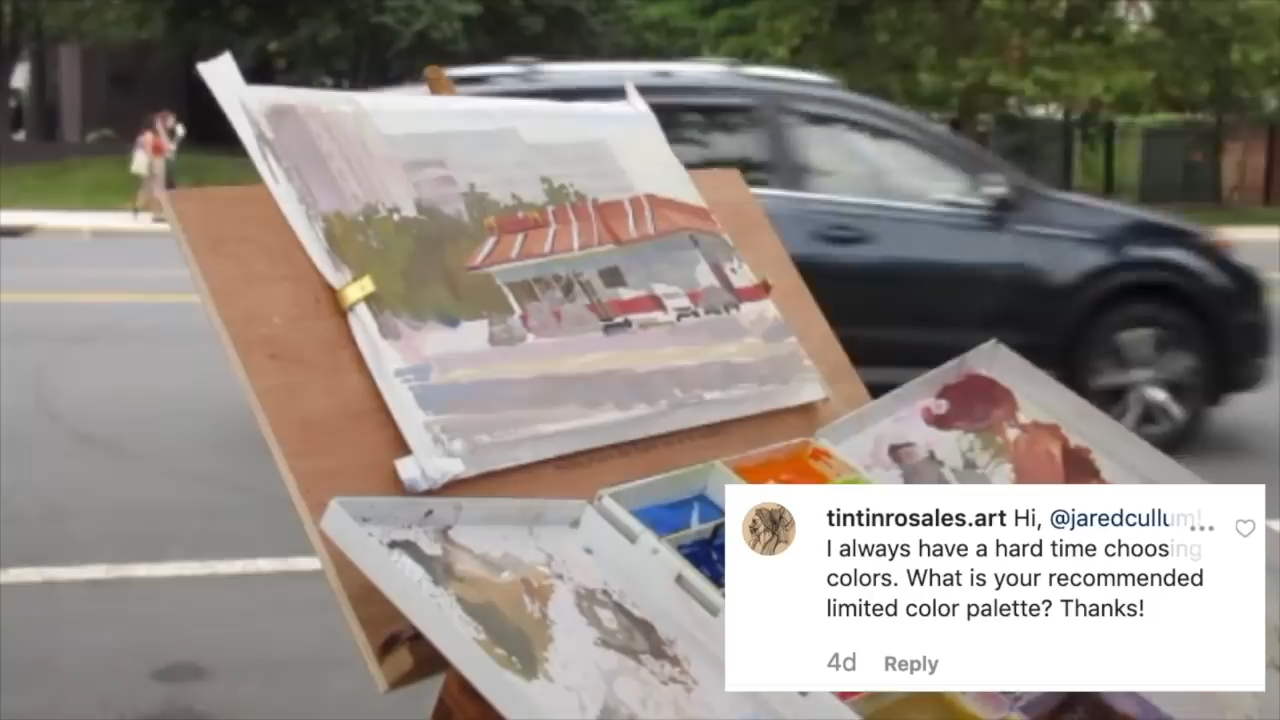 tintinrosales.art Hi, @jaredcullum!
I always have a hard time choosing
colors. What is your recommended
limited color palette? Thanks!
4d Reply